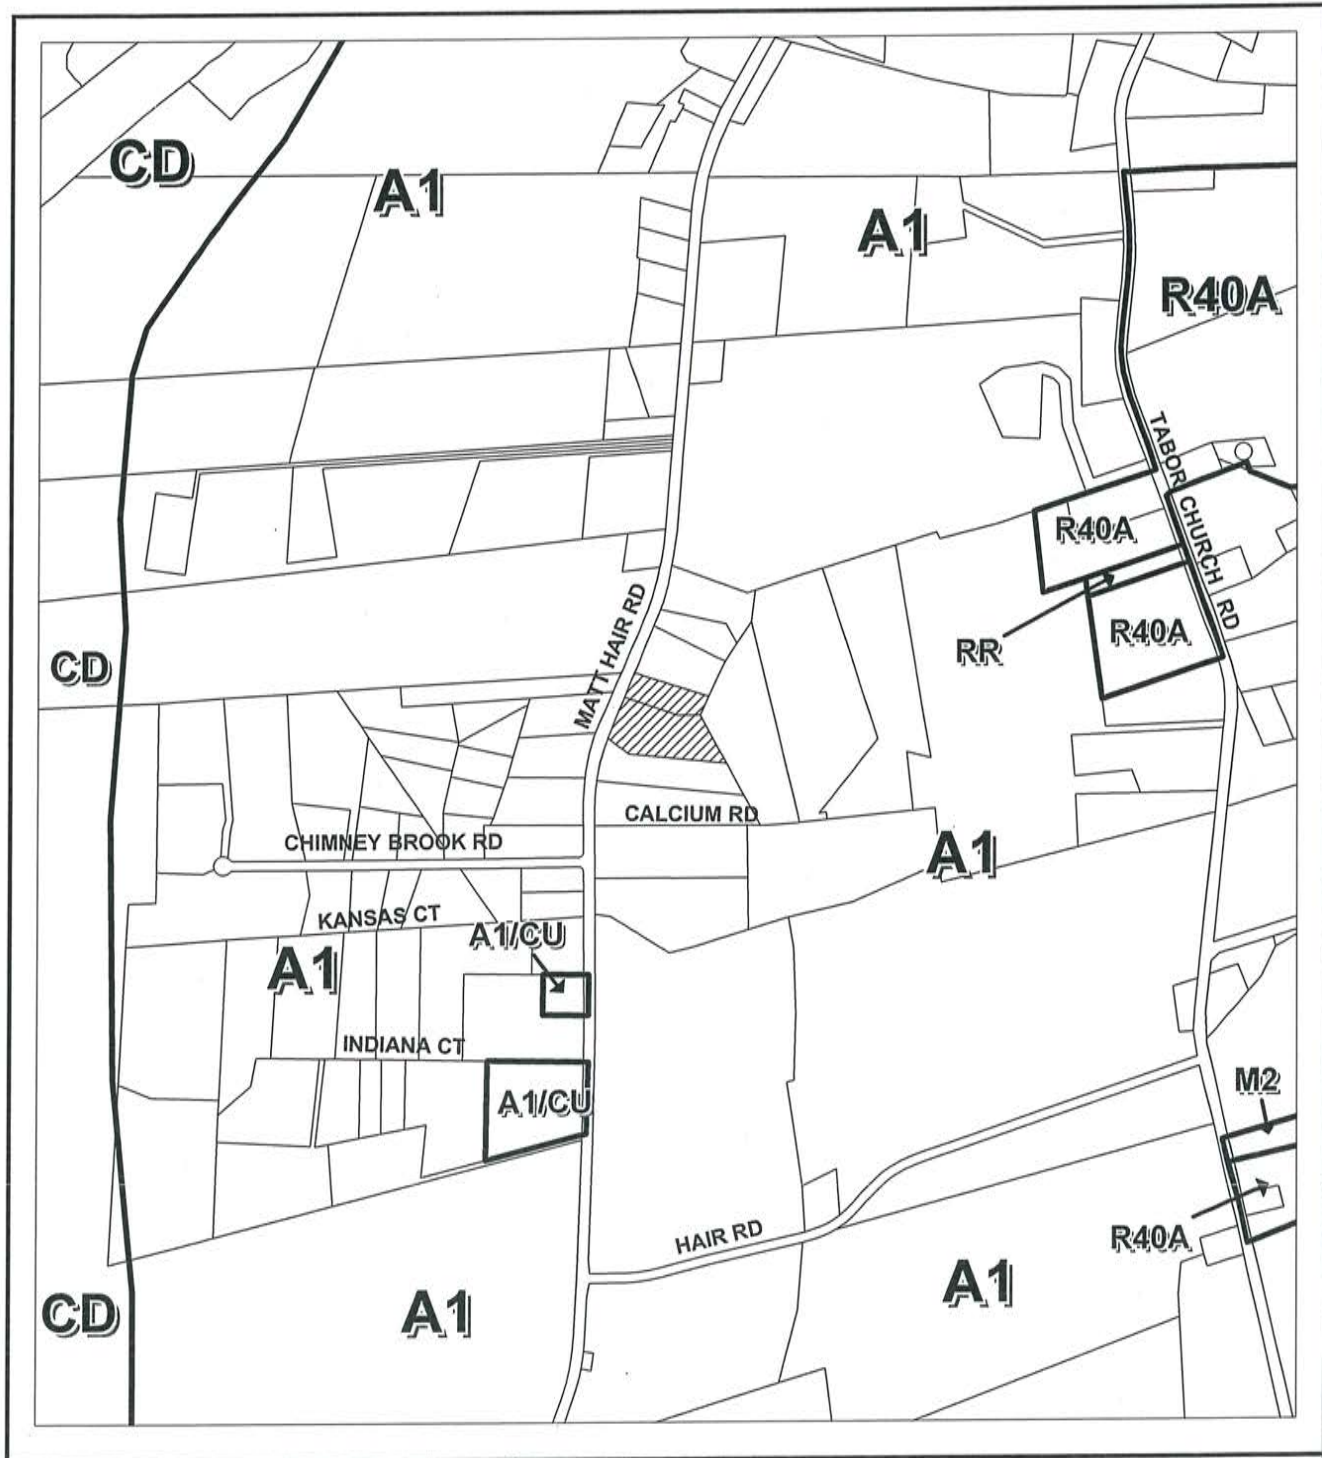 CD
A1
A1
R40A
TABOR CHURCH RD
R40A
RR
R40A
CD
MATT HAIR RD
CALCIUM RD
CHIMNEY BROOK RD
A1
KANSAS CT
A1/CU
A1
INDIANA CT
A1/CU
M2
HAIR RD
R40A
CD
A1
A1